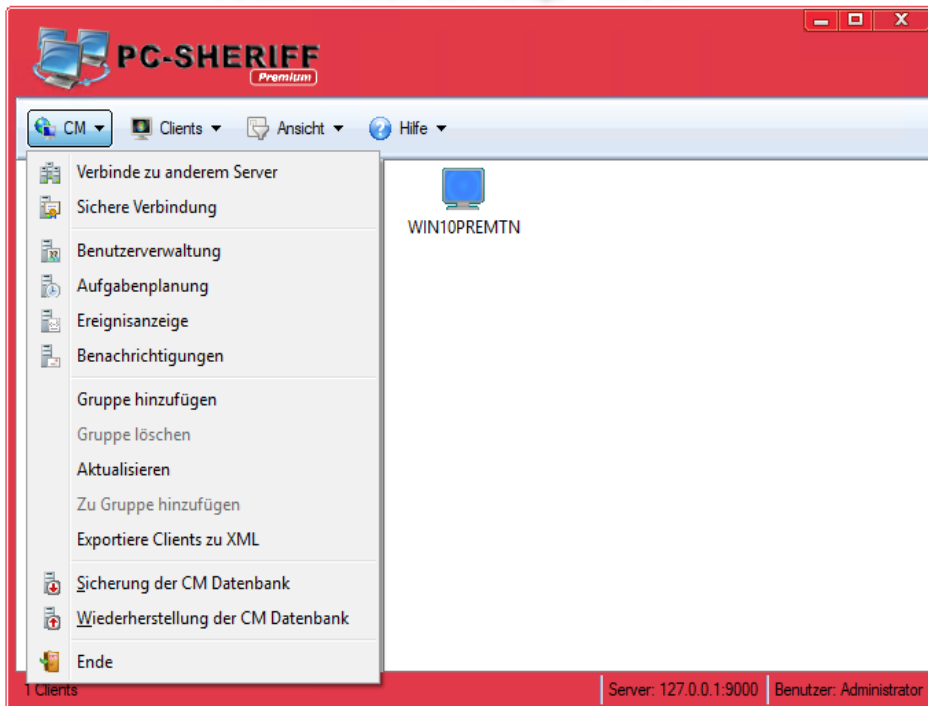 PC-SHERIFF
Premium
CM
Clients
Ansicht
Hilfe
Verbinde zu anderem Server
Sichere Verbindung
Benutzerverwaltung
Aufgabenplanung
Ereignisanzeige
Benachrichtigungen
Gruppe hinzufügen
Gruppe löschen
Aktualisieren
Zu Gruppe hinzufügen
Exportiere Clients zu XML
Sicherung der CM Datenbank
Wiederherstellung der CM Datenbank
Ende
WIN10PREMTN
1 Clients
Server: 127.0.0.1:9000
Benutzer: Administrator